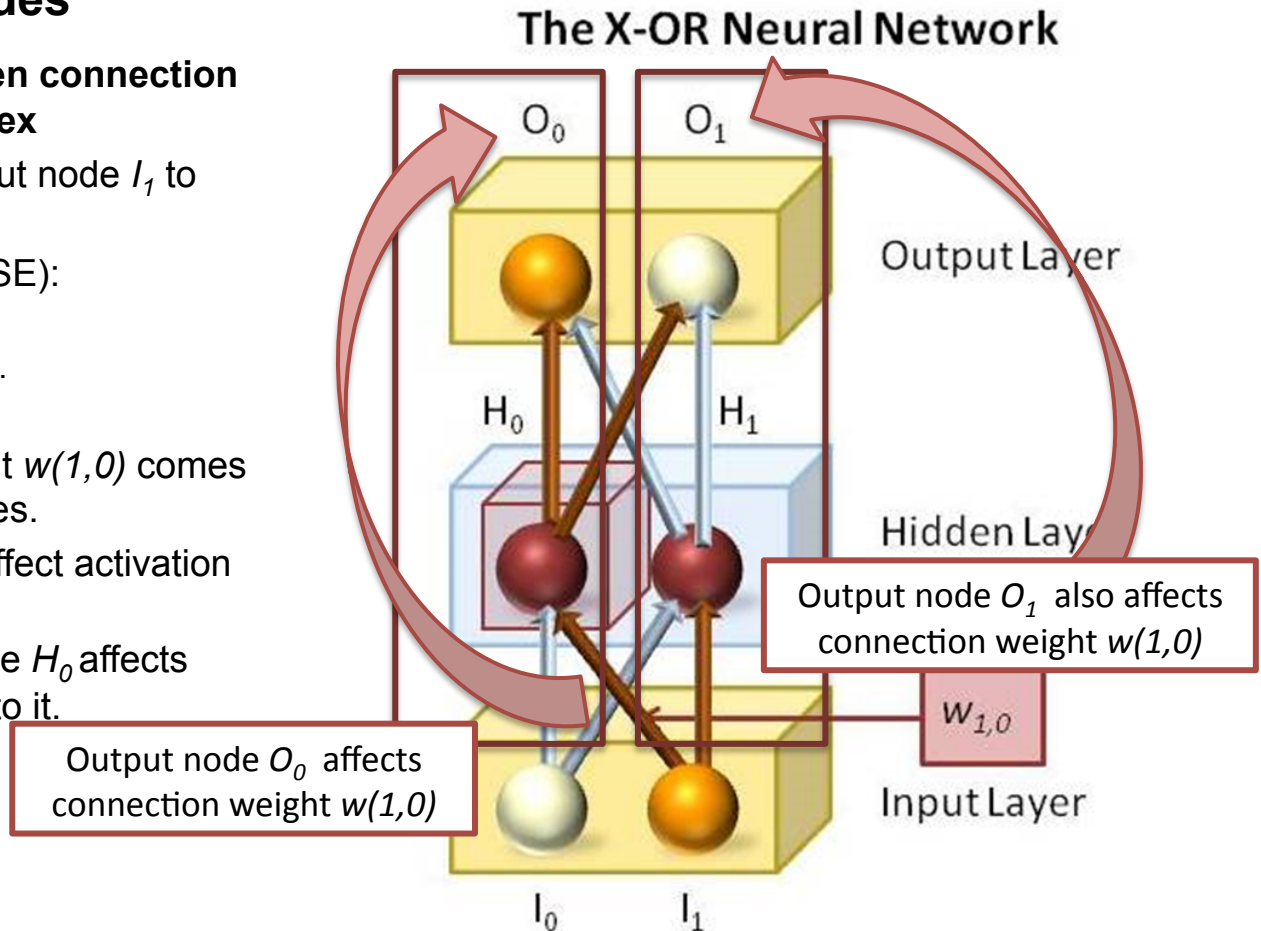 des
The X-OR Neural Network
en connection
ex
ut node I₁ to
SE):
.
t w(1,0) comes
es.
ffect activation
e H₀ affects
to it.
O₀
O₁
Output Layer
H₀
H₁
Hidden Lay
Output node O₁ also affects
connection weight w(1,0)
w₁,₀
Output node O₀ affects
connection weight w(1,0)
Input Layer
I₀
I₁